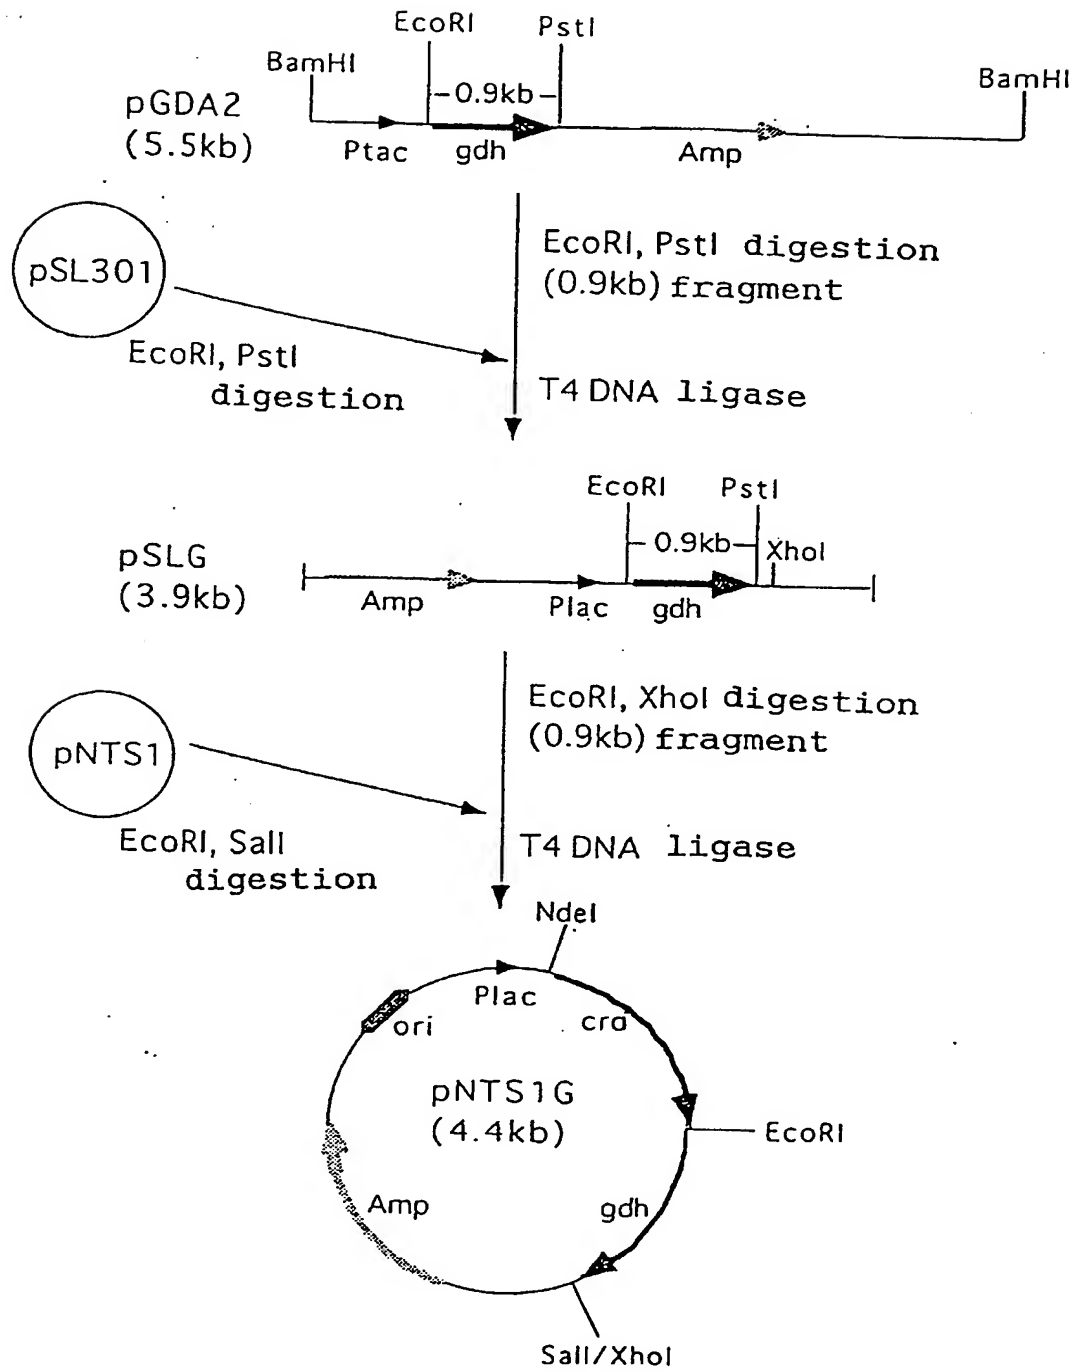 EcoRI PstI
BamHI
0.9kb
BamHI
pGDA2
(5.5kb)
Ptac gdh Amp
EcoRI, PstI digestion
(0.9kb) fragment
pSL301
EcoRI, PstI
digestion
T4 DNA ligase
EcoRI PstI
0.9kb XhoI
pSLG
(3.9kb)
Amp Plac gdh
EcoRI, XhoI digestion
(0.9kb) fragment
pNTS1
EcoRI, SalI
digestion
T4 DNA ligase
NdeI
Plac
ori cra
pNTS1G
(4.4kb)
EcoRI
Amp gdh
SalI/XhoI